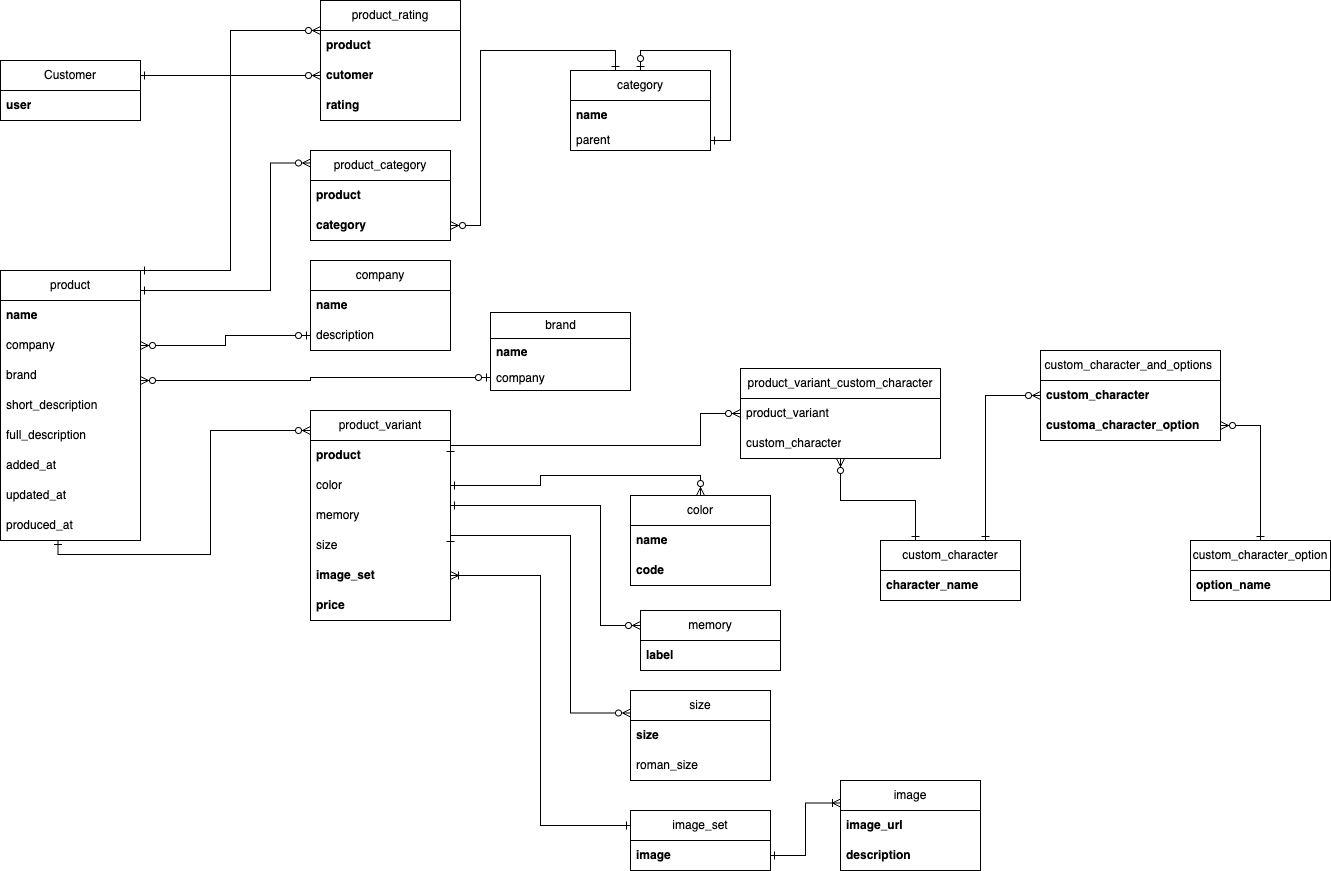 product_rating
product
cutomer
rating
Customer
user
category
name
parent
product_category
product
category
product
name
company
brand
short_description
full_description
added_at
updated_at
produced_at
company
name
description
brand
name
company
product_variant
product
color
memory
size
image_set
price
product_variant_custom_character
product_variant
custom_character
custom_character_and_options
custom_character
customa_character_option
color
name
code
custom_character
character_name
custom_character_option
option_name
memory
label
size
size
roman_size
image_set
image
image
image_url
description